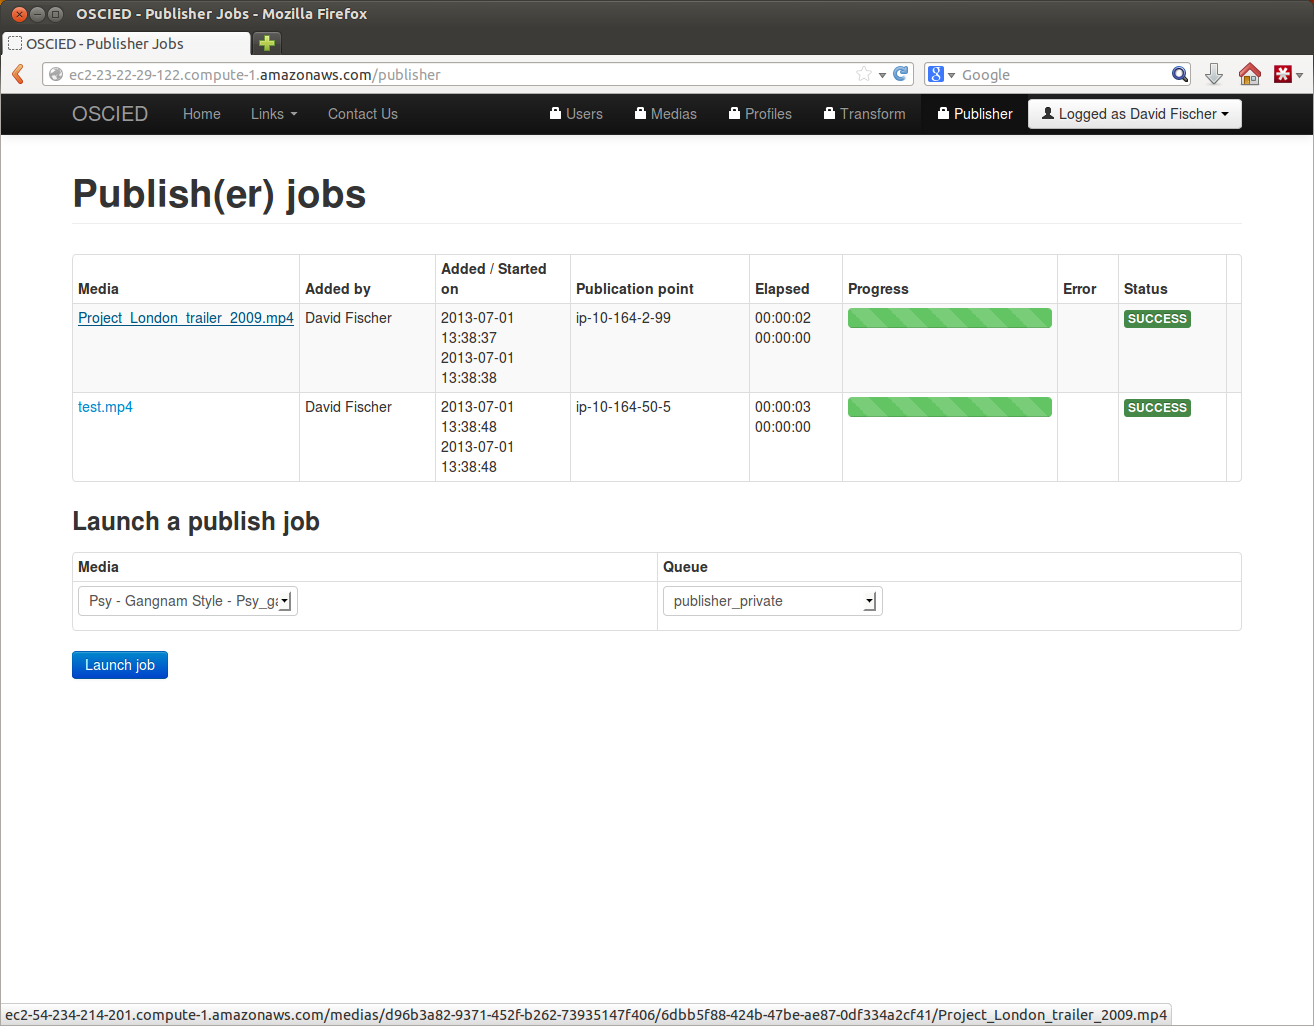 OSCIED - Publisher Jobs - Mozilla Firefox
OSCIED - Publisher Jobs
ec2-23-22-29-122.compute-1.amazonaws.com/publisher
8 Google
OSCIED Home Links Contact Us Users Medias Profiles Transform Publisher Logged as David Fischer
Publish(er) jobs
Media Added by Added / Started on Publication point Elapsed Progress Error Status
Project_London_trailer_2009.mp4 David Fischer 2013-07-01 ip-10-164-2-99 00:00:02 SUCCESS
13:38:37 00:00:00
2013-07-01
13:38:38
test.mp4 David Fischer 2013-07-01 ip-10-164-50-5 00:00:03 SUCCESS
13:38:48 00:00:00
2013-07-01
13:38:48
Launch a publish job
Media Queue
Psy - Gangnam Style - Psy_ga publisher_private
Launch job
ec2-54-234-214-201.compute-1.amazonaws.com/medias/d96b3a82-9371-452f-b262-73935147f406/6dbb5f88-424b-47be-ae87-0df334a2cf41/Project_London_trailer_2009.mp4